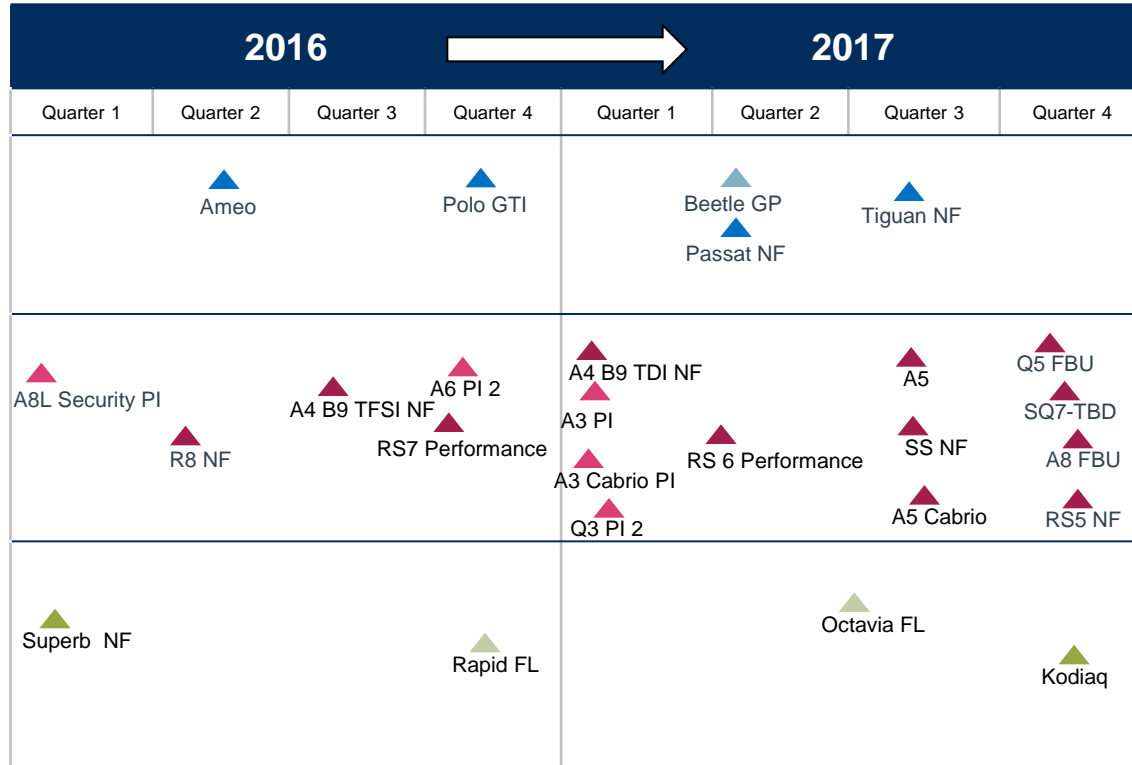 2016
2017
Quarter 1
Quarter 2
Quarter 3
Quarter 4
Quarter 1
Quarter 2
Quarter 3
Quarter 4
Ameo
Polo GTI
Beetle GP
Tiguan NF
Passat NF
A8L Security PI
R8 NF
A4 B9 TFSI NF
A6 PI 2
RS7 Performance
A4 B9 TDI NF
A3 PI
A3 Cabrio PI
Q3 PI 2
RS 6 Performance
A5
SS NF
A5 Cabrio
Q5 FBU
SQ7-TBD
A8 FBU
RS5 NF
Superb  NF
Rapid FL
Octavia FL
Kodiaq